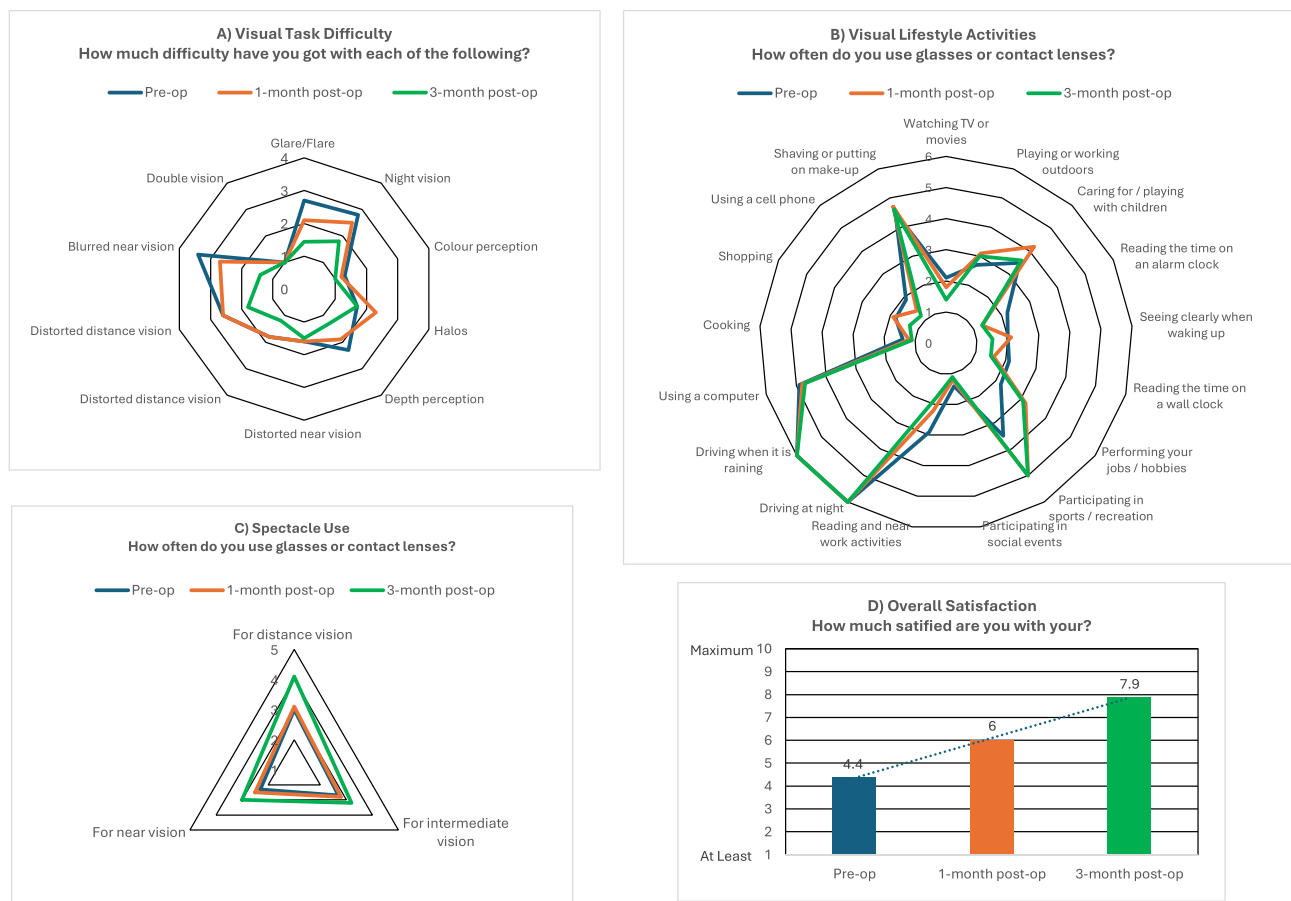 A) Visual Task Difficulty
How much difficulty have you got with each of the following?
Pre-op
1-month post-op
3-month post-op
Glare/Flare
Night vision
Colour perception
Halos
Depth perception
Distorted near vision
Distorted distance vision
Distorted distance vision
Blurred near vision
Double vision
4
3
2
1
0
B) Visual Lifestyle Activities
How often do you use glasses or contact lenses?
Pre-op
1-month post-op
3-month post-op
Watching TV or
movies
Playing or working
outdoors
Caring for / playing
with children
Reading the time on
an alarm clock
Seeing clearly when
waking up
Reading the time on
a wall clock
Performing your
jobs / hobbies
Participating in
sports / recreation
Participating in
social events
Reading and near
work activities
Driving at night
Driving when it is
raining
Using a computer
Cooking
Shopping
Using a cell phone
Shaving or putting
on make-up
6
5
4
3
2
1
0
C) Spectacle Use
How often do you use glasses or contact lenses?
Pre-op
1-month post-op
3-month post-op
For distance vision
5
4
3
2
1
For near vision
For intermediate
vision
D) Overall Satisfaction
How much satified are you with your?
Maximum 10
9
8
7
6
5
4
3
2
At Least 1
4.4
6
7.9
Pre-op
1-month post-op
3-month post-op